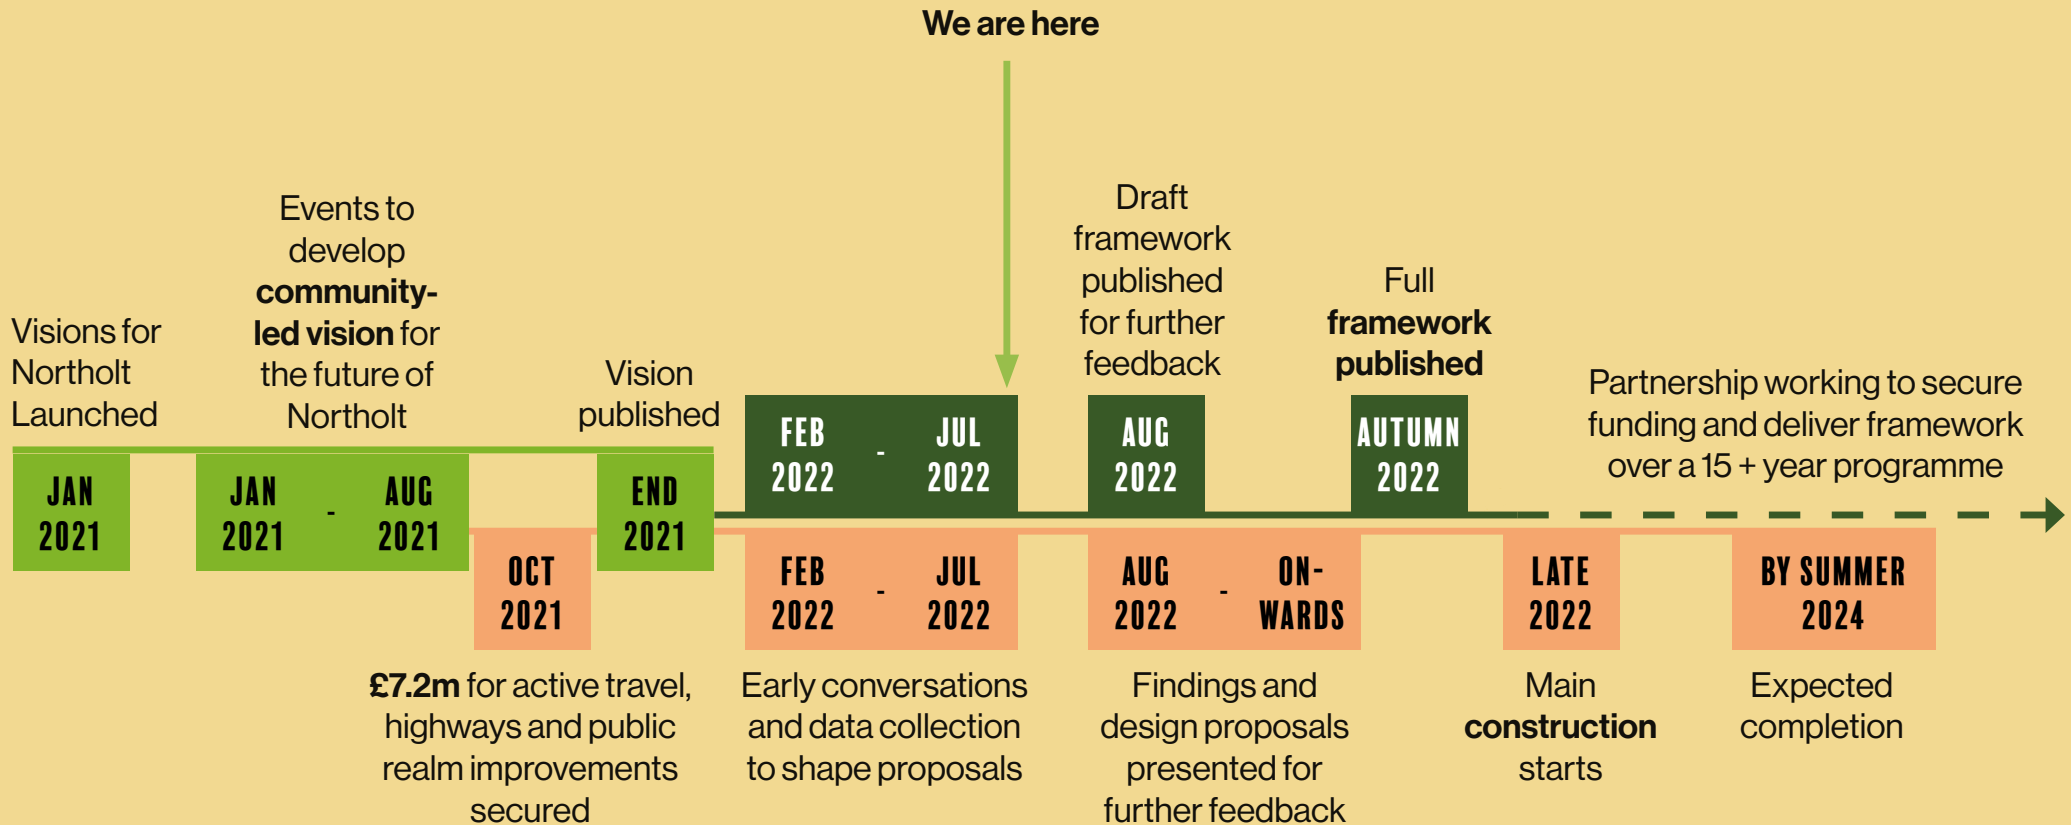 We are here
Visions for
Northolt
Launched
JAN
2021
Events to
develop
community-
led vision for
the future of
Northolt
JAN
2021
-
AUG
2021
Vision
published
END
2021
FEB
2022
-
JUL
2022
Draft
framework
published
for further
feedback
AUG
2022
Full
framework
published
AUTUMN
2022
Partnership working to secure
funding and deliver framework
over a 15 + year programme
OCT
2021
£7.2m for active travel,
highways and public
realm improvements
secured
FEB
2022
-
JUL
2022
Early conversations
and data collection
to shape proposals
AUG
2022
-
ON-
WARDS
Findings and
design proposals
presented for
further feedback
LATE
2022
Main
construction
starts
BY SUMMER
2024
Expected
completion